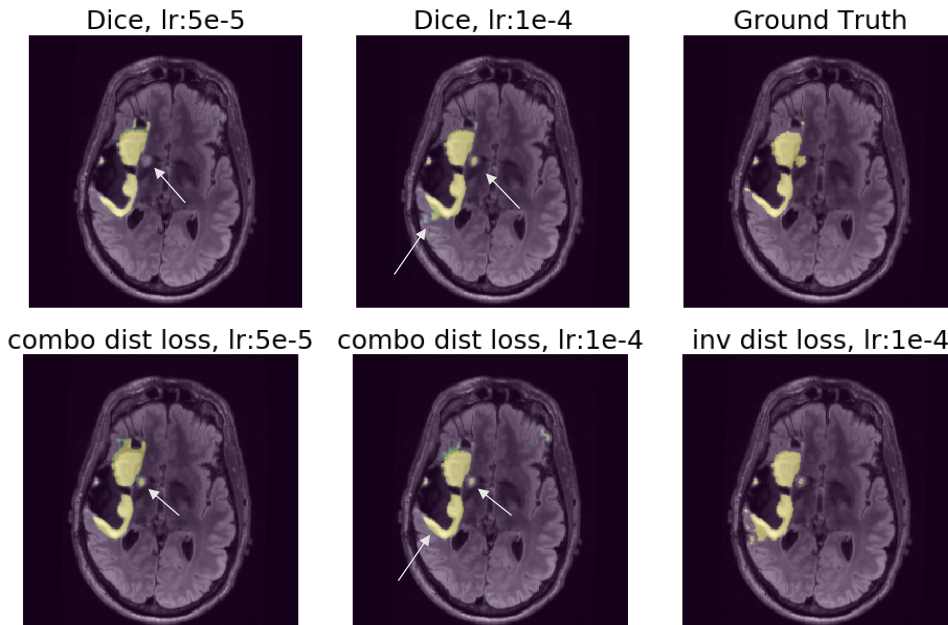 Dice, lr:5e-5
Dice, lr:1e-4
Ground Truth
combo dist loss, lr:5e-5
combo dist loss, lr:1e-4
inv dist loss, lr:1e-4